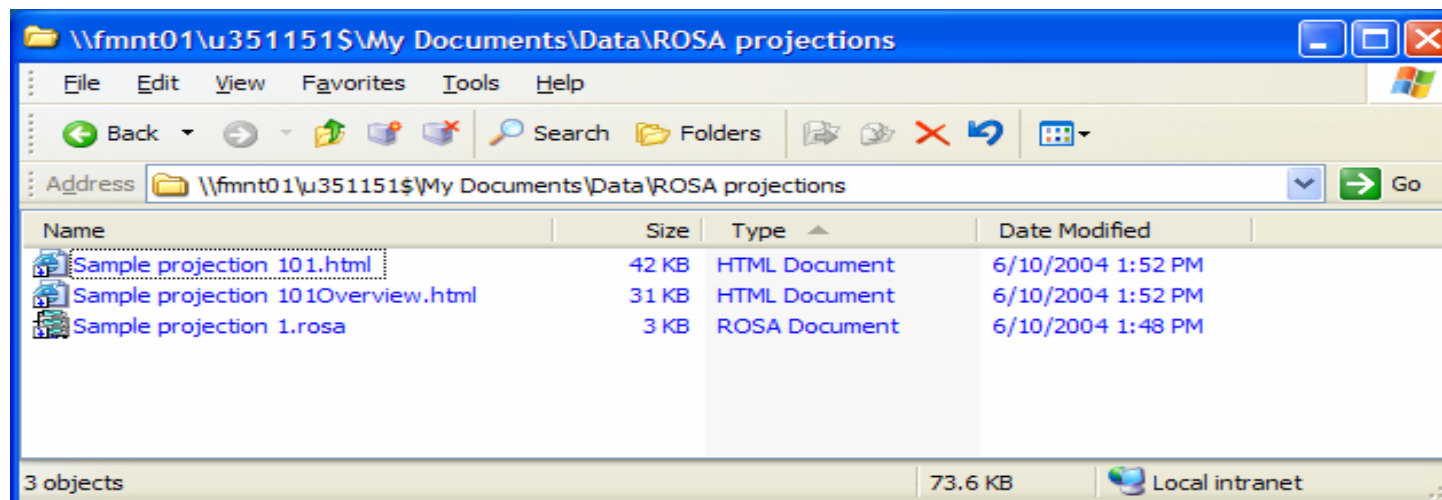 \\fmnt01\u351151$\My Documents\Data\ROSA projections
File Edit View Favorites Tools Help
Back Search Folders
Address \\fmnt01\u351151$\My Documents\Data\ROSA projections Go
Name Size Type Date Modified
Sample projection 101.html 42 KB HTML Document 6/10/2004 1:52 PM
Sample projection 101Overview.html 31 KB HTML Document 6/10/2004 1:52 PM
Sample projection 1.rosa 3 KB ROSA Document 6/10/2004 1:48 PM
3 objects 73.6 KB Local intranet